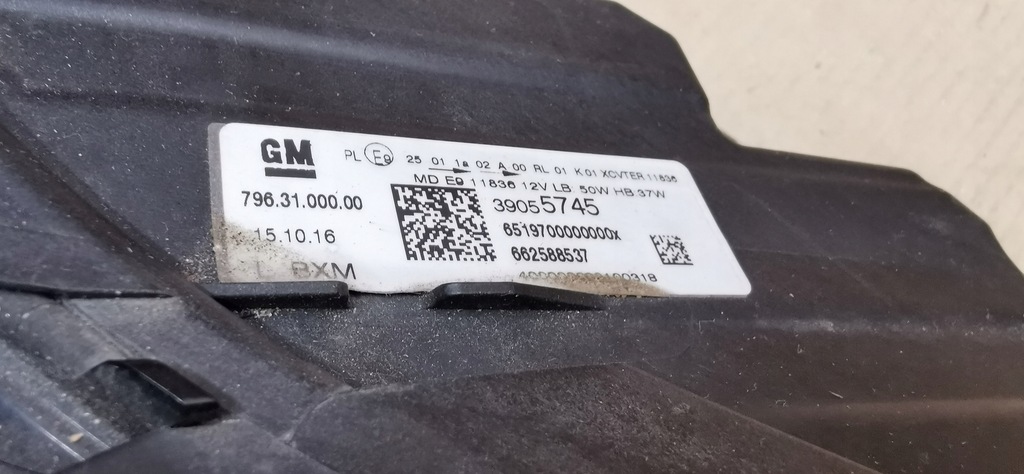 GM
PL E9 25 01 1a 02 A 00 RL 01 K 01 XCVTER 11836
MD E9 11836 12V LB 50W HB 37W
796.31.000.00
39055745
15.10.16
6519700000000x
662588537